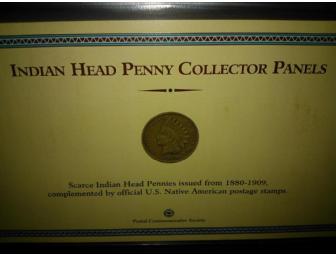 INDIAN HEAD PENNY COLLECTOR PANELS
Scarce Indian Head Pennies issued from 1880-1909,
complemented by official U.S. Native American postage stamps.
Postal Commemorative Society